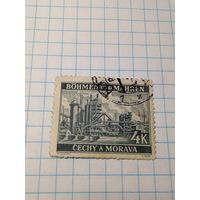 BÖHMEN U. MÄHREN
4K
ČECHY A MORAVA